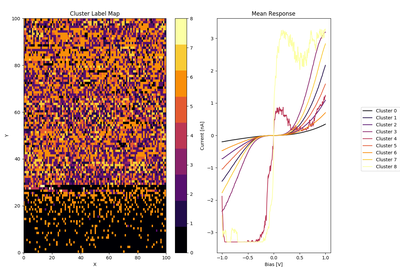 Cluster Label Map
Y
100
80
60
40
20
0
0
20
40
60
80
100
X
8
7
6
5
4
3
2
1
0
Mean Response
Current [nA]
3
2
1
0
−1
−2
−3
−1.0
−0.5
0.0
0.5
1.0
Bias [V]
Cluster 0
Cluster 1
Cluster 2
Cluster 3
Cluster 4
Cluster 5
Cluster 6
Cluster 7
Cluster 8